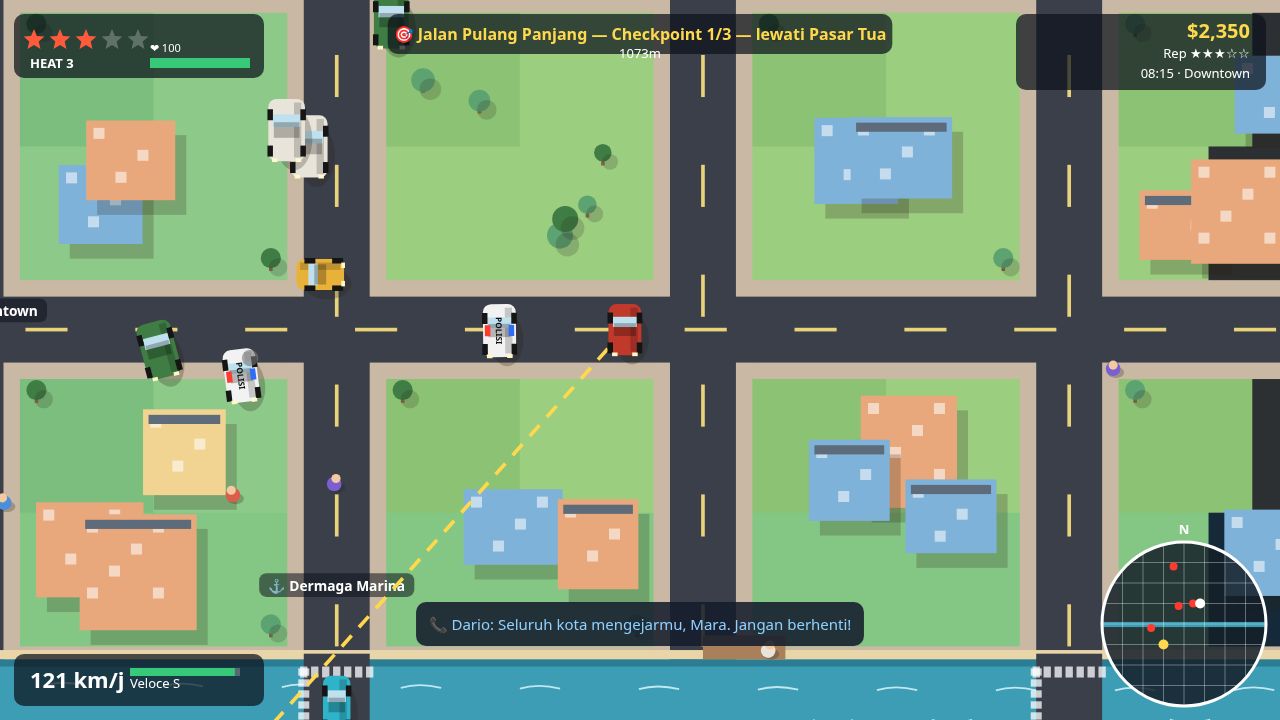 HEAT 3
❤ 100
🎯 Jalan Pulang Panjang — Checkpoint 1/3 — lewati Pasar Tua
1073m
$2,350
Rep ★★★☆☆
08:15 · Downtown
ntown
POLISI
POLISI
⚓ Dermaga Marina
N
📞 Dario: Seluruh kota mengejarmu, Mara. Jangan berhenti!
121 km/j
Veloce S